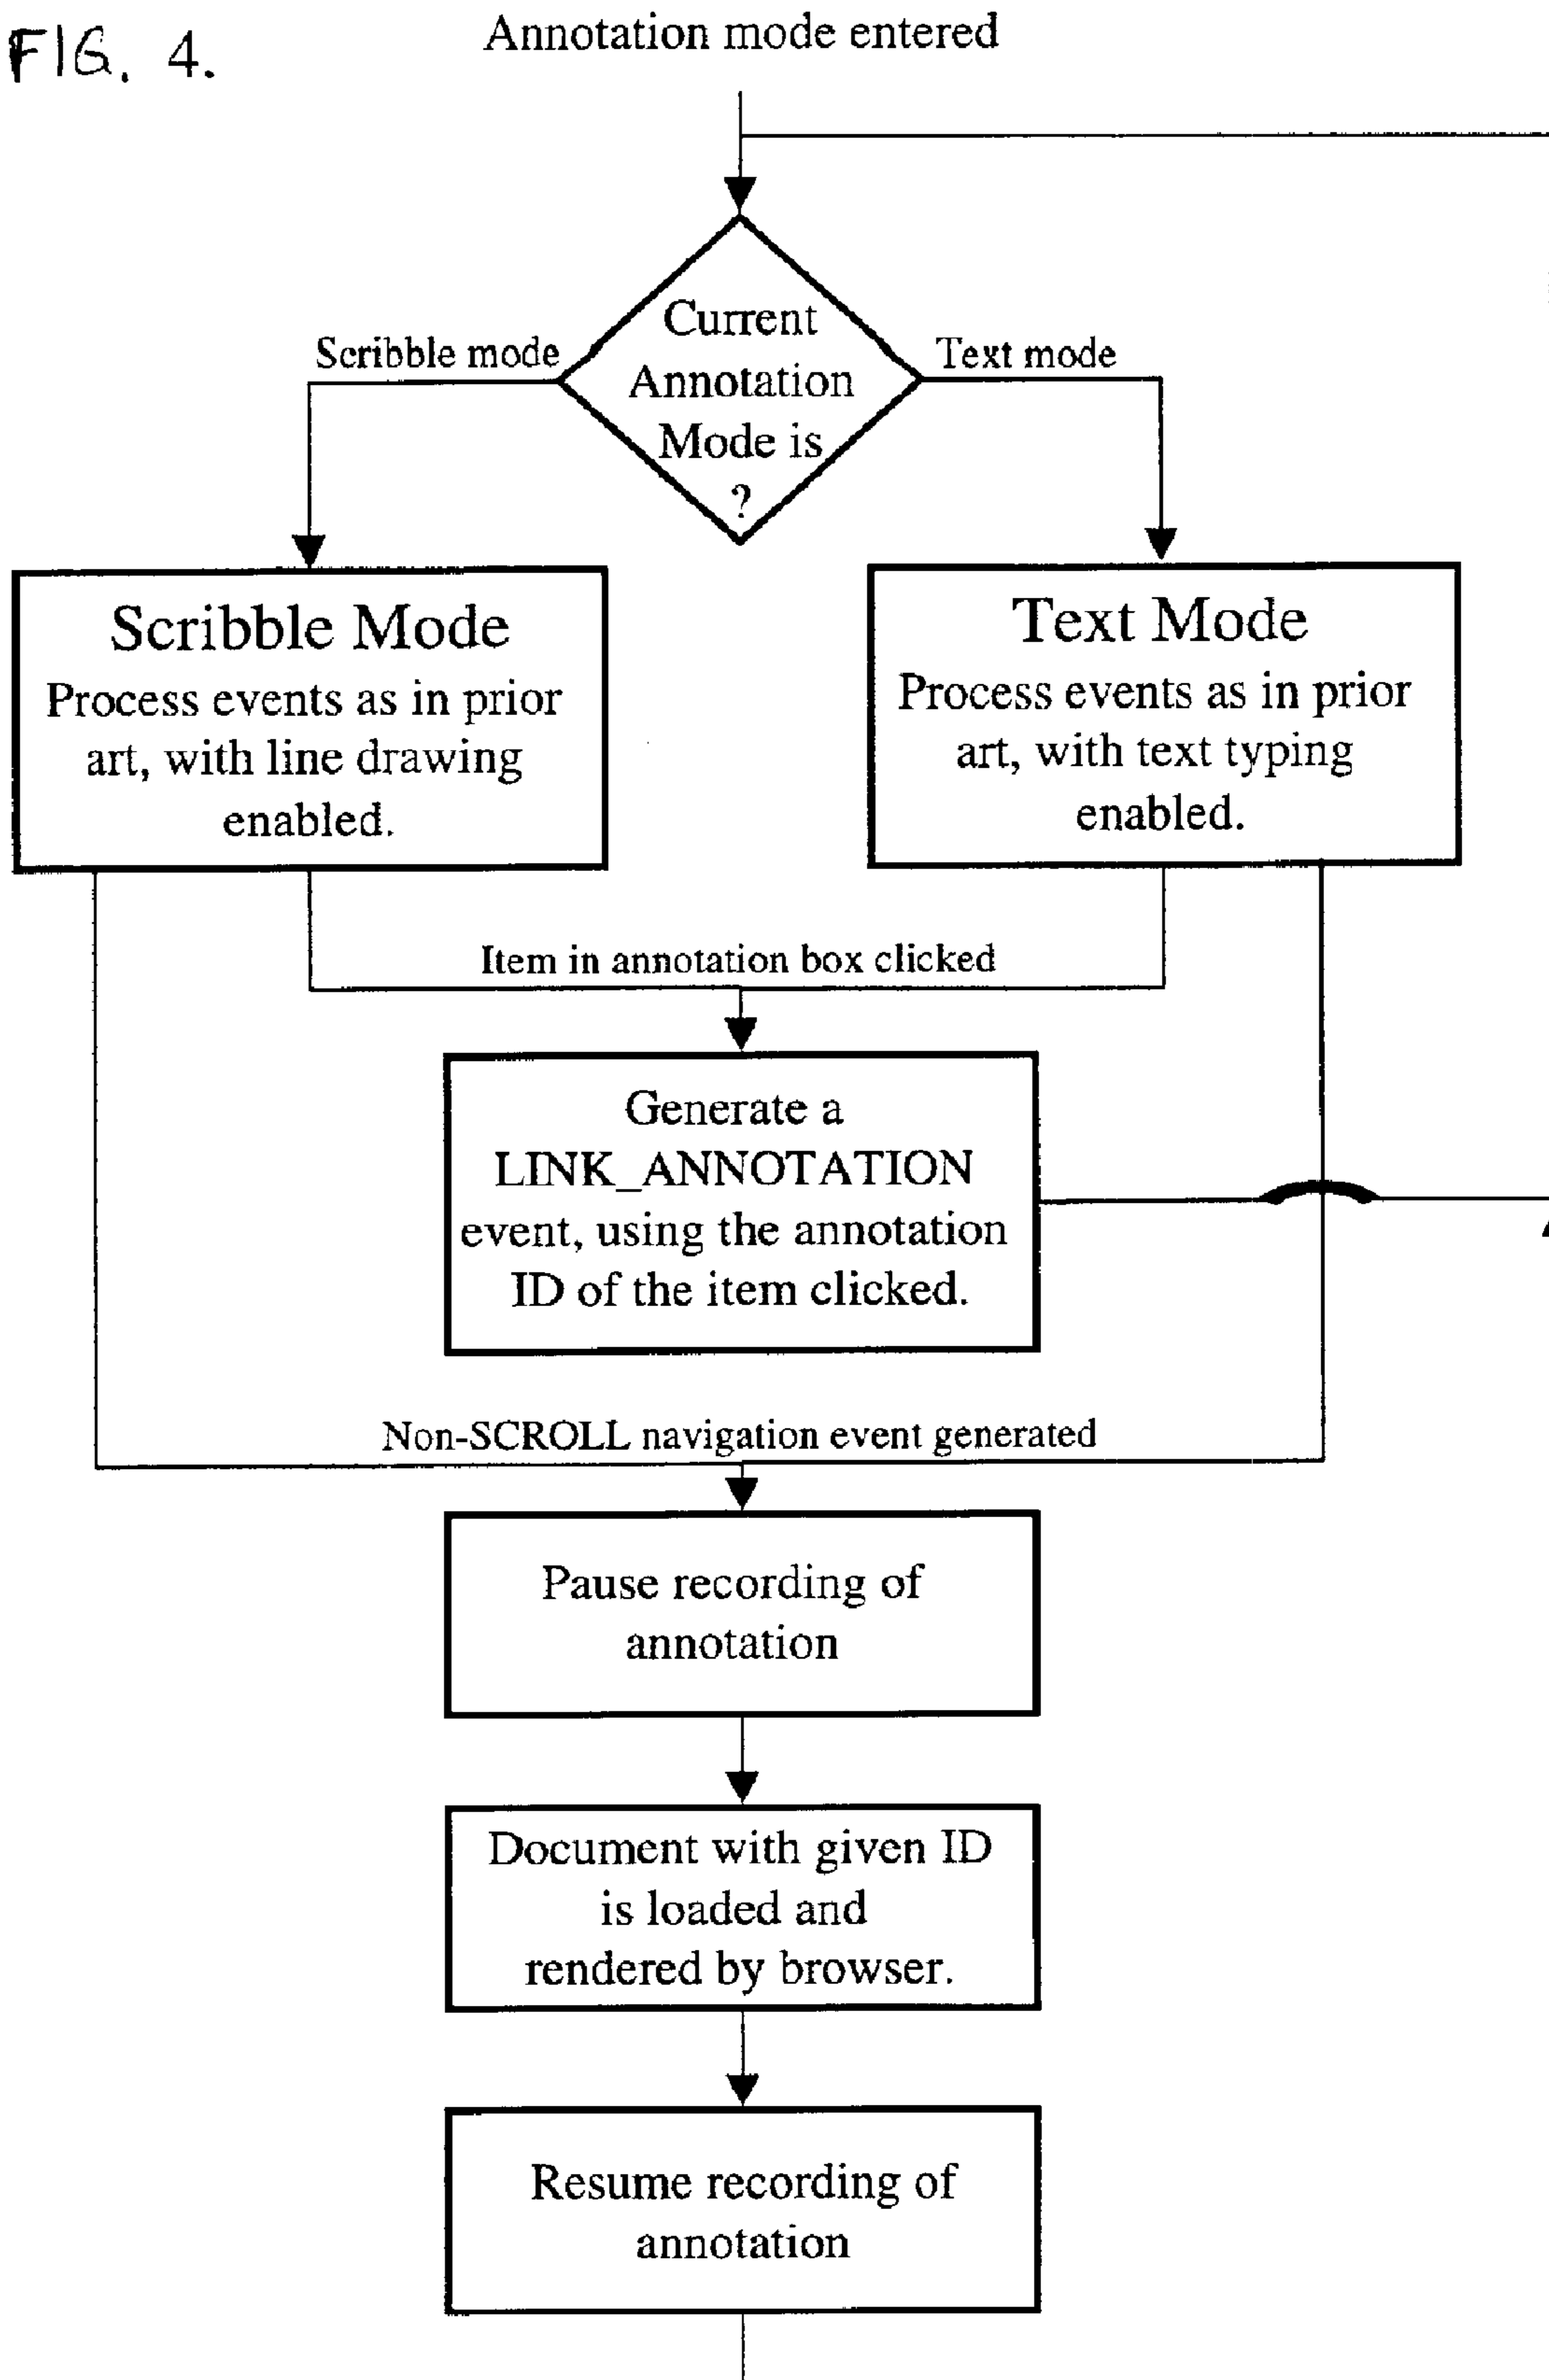 FIG. 4.
Annotation mode entered
Current
Annotation
Mode is
?
Scribble mode
Text mode
Scribble Mode
Process events as in prior
art, with line drawing
enabled.
Text Mode
Process events as in prior
art, with text typing
enabled.
Item in annotation box clicked
Generate a
LINK_ANNOTATION
event, using the annotation
ID of the item clicked.
Non-SCROLL navigation event generated
Pause recording of
annotation
Document with given ID
is loaded and
rendered by browser.
Resume recording of
annotation